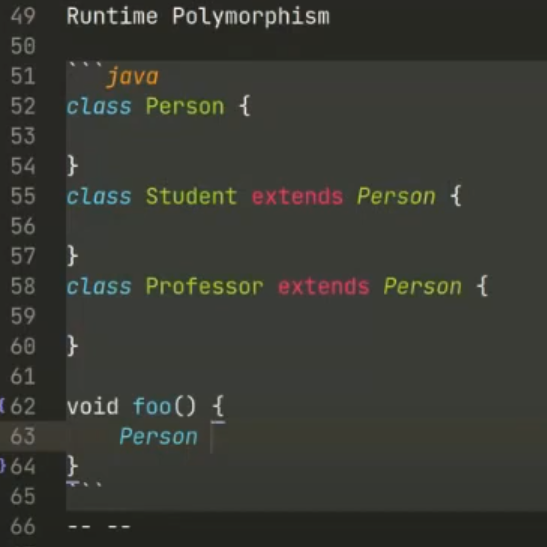 49 Runtime Polymorphism
50
51 ```java
52 class Person {
53
54 }
55 class Student extends Person {
56
57 }
58 class Professor extends Person {
59
60 }
61
62 void foo() {
63     Person
64 }
65 ```
66 -- --